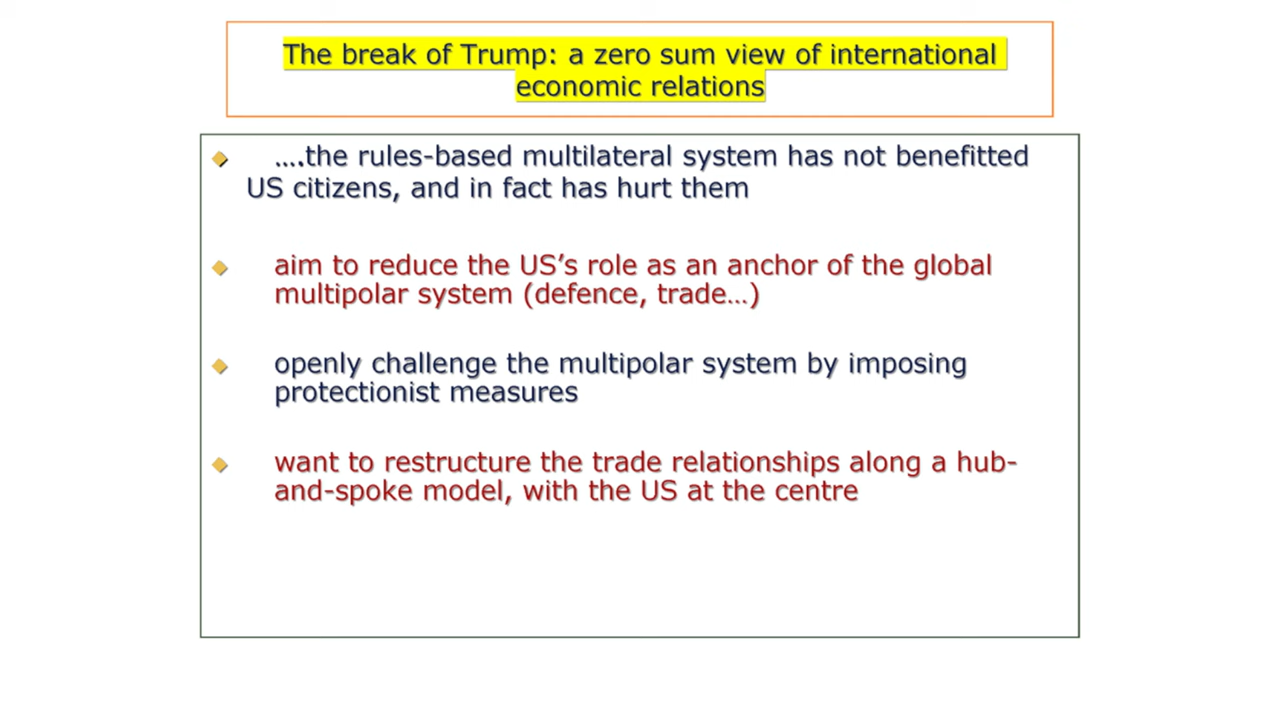 The break of Trump: a zero sum view of international
economic relations
….the rules-based multilateral system has not benefitted
US citizens, and in fact has hurt them
aim to reduce the US’s role as an anchor of the global
multipolar system (defence, trade…)
openly challenge the multipolar system by imposing
protectionist measures
want to restructure the trade relationships along a hub-
and-spoke model, with the US at the centre